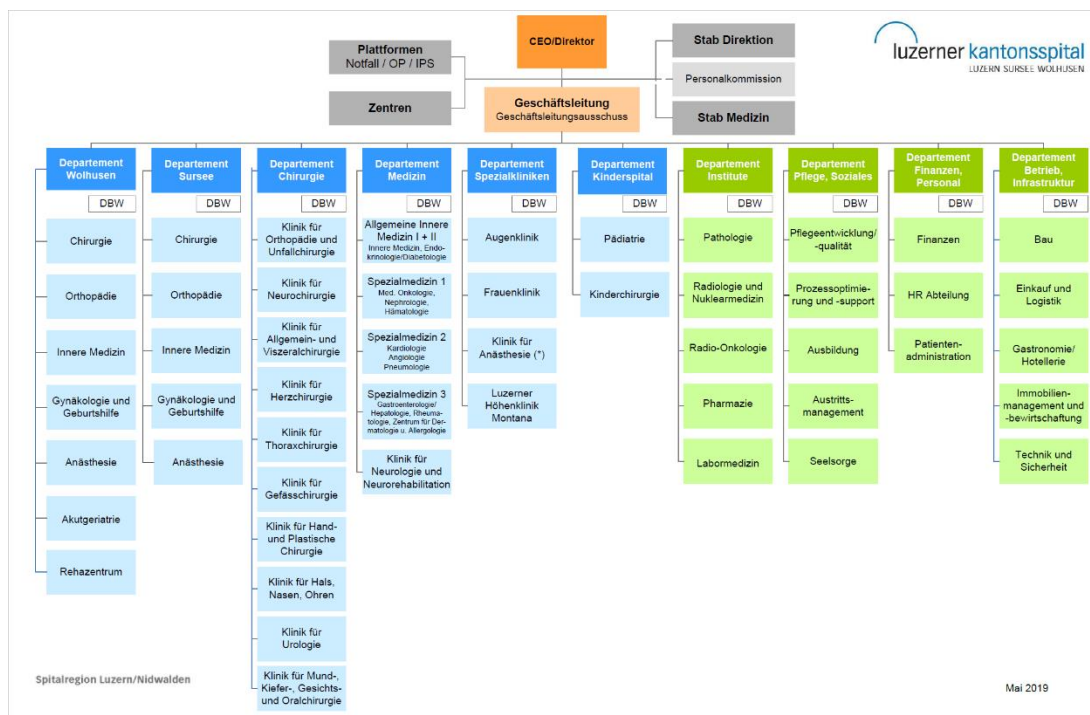 CEO/Direktor
Plattformen
Notfall / OP / IPS
Zentren
Stab Direktion
Personalkommission
Stab Medizin
luzerner kantonsspital
LUZERN SURSEE WOLHUSEN
Geschäftsleitung
Geschäftsleitungsausschuss
Departement
Wolhusen
DBW
Chirurgie
Orthopädie
Innere Medizin
Gynäkologie und
Geburtshilfe
Anästhesie
Akutgeriatrie
Rehazentrum
Departement
Sursee
DBW
Chirurgie
Orthopädie
Innere Medizin
Gynäkologie und
Geburtshilfe
Anästhesie
Departement
Chirurgie
DBW
Klinik für
Orthopädie und
Unfallchirurgie
Klinik für
Neurochirurgie
Klinik für
Allgemein- und
Viszeralchirurgie
Klinik für
Herzchirurgie
Klinik für
Thoraxchirurgie
Klinik für
Gefässchirurgie
Klinik für Hand-
und Plastische
Chirurgie
Klinik für Hals,
Nasen, Ohren
Klinik für
Urologie
Klinik für Mund-,
Kiefer-, Gesichts-
und Oralchirurgie
Departement
Medizin
DBW
Allgemeine Innere
Medizin I + II
Innere Medizin, Endo-
krinnologie/Diabetologie
Spezialmedizin 1
Med. Onkologie,
Nephrologie,
Hämatologie
Spezialmedizin 2
Kardiologie
Angiologie
Pneumologie
Spezialmedizin 3
Gastroenterologie/
Hepatologie, Rheuma-
tologie, Zentrum für Der-
matologie u. Allergologie
Klinik für
Neurologie und
Neurorehabilitation
Departement
Spezialkliniken
DBW
Augenklinik
Frauenklinik
Klinik für
Anästhesie (*)
Luzerner
Höhenklinik
Montana
Departement
Kinderspital
DBW
Pädiatrie
Kinderchirurgie
Departement
Institute
DBW
Pathologie
Radiologie und
Nuklearmedizin
Radio-Onkologie
Pharmazie
Labormedizin
Departement
Pflege, Soziales
DBW
Pflegeentwicklung/
-qualität
Prozessoptimie-
rung und -support
Ausbildung
Austritts-
management
Seelsorge
Departement
Finanzen,
Personal
DBW
Finanzen
HR Abteilung
Patienten-
administration
Departement
Betrieb,
Infrastruktur
DBW
Bau
Einkauf und
Logistik
Gastronomie/
Hotellerie
Immobilien-
management und
-bewirtschaftung
Technik und
Sicherheit
Spitalregion Luzern/Nidwalden
Mai 2019